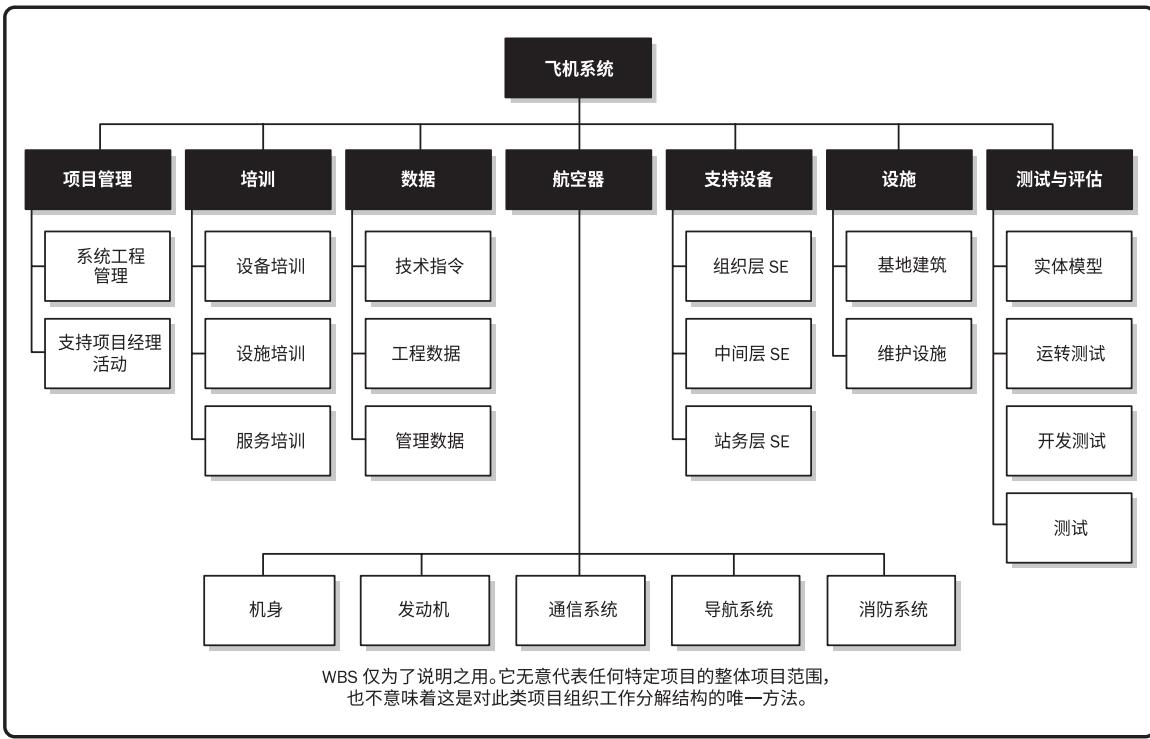 飞机系统
项目管理
培训
数据
航空器
支持设备
设施
测试与评估
系统工程
管理
支持项目经理
活动
设备培训
设施培训
服务培训
技术指令
工程数据
管理数据
组织层 SE
中间层 SE
站务层 SE
基地建筑
维护设施
实体模型
运转测试
开发测试
测试
机身
发动机
通信系统
导航系统
消防系统
WBS 仅为了说明之用。它无意代表任何特定项目的整体项目范围，
也不意味着这是对此类项目组织工作分解结构的唯一方法。